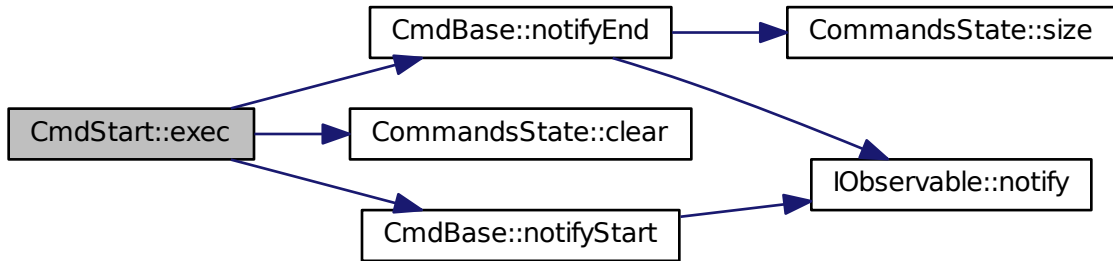 CmdBase::notifyEnd
CommandsState::size
CmdStart::exec
CommandsState::clear
IObservable::notify
CmdBase::notifyStart